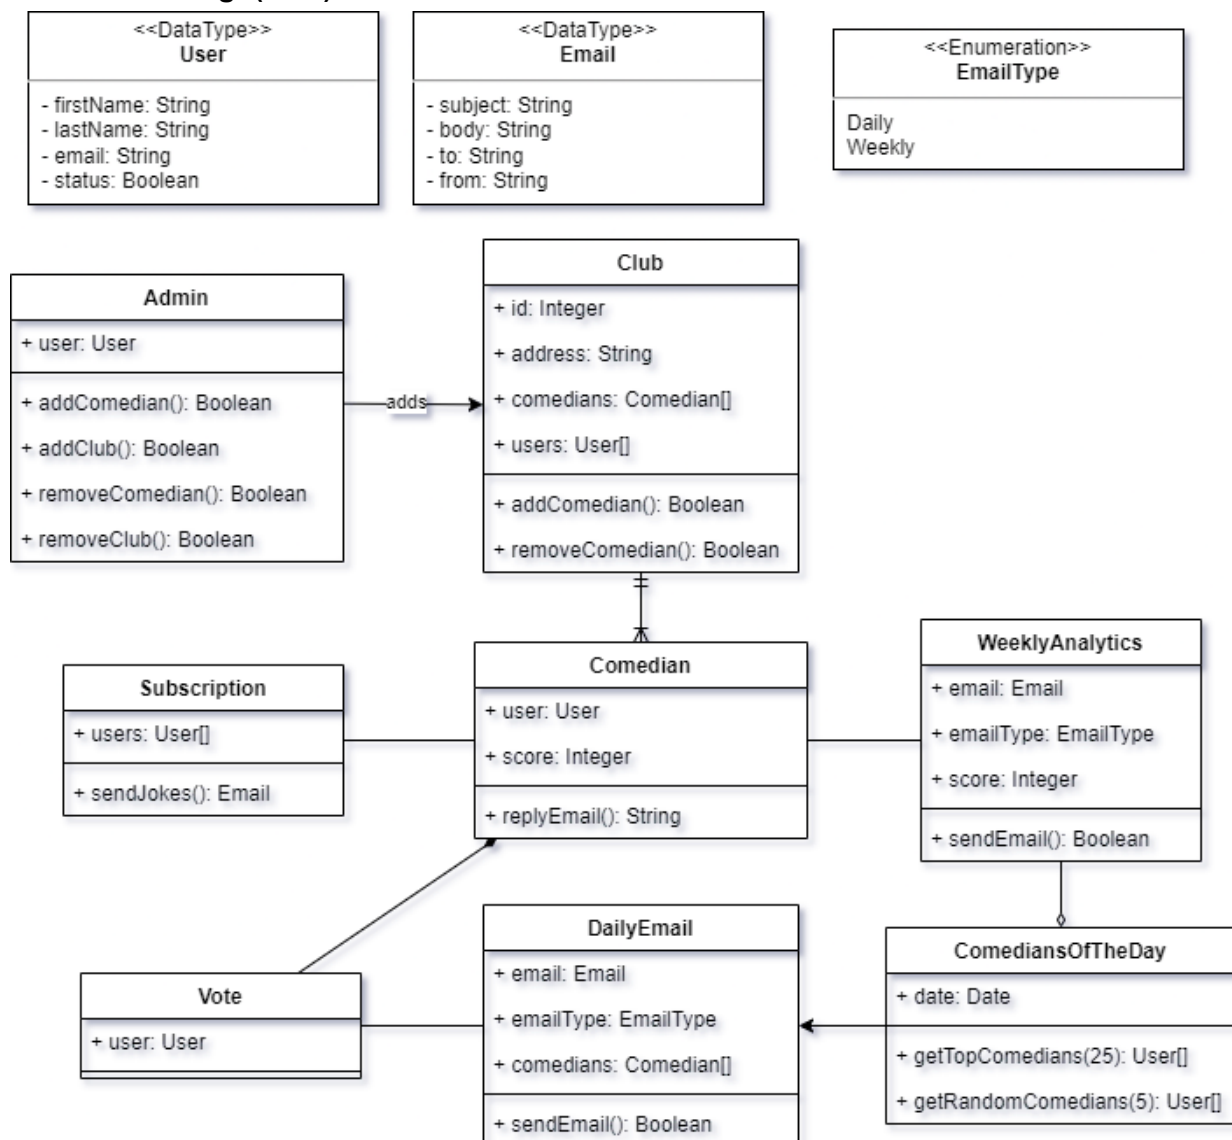 <<DataType>>
User
- firstName: String
- lastName: String
- email: String
- status: Boolean
<<DataType>>
Email
- subject: String
- body: String
- to: String
- from: String
<<Enumeration>>
EmailType
Daily
Weekly
Admin
+ user: User
+ addComedian(): Boolean
+ addClub(): Boolean
+ removeComedian(): Boolean
+ removeClub(): Boolean
adds
Club
+ id: Integer
+ address: String
+ comedians: Comedian[]
+ users: User[]
+ addComedian(): Boolean
+ removeComedian(): Boolean
Subscription
+ users: User[]
+ sendJokes(): Email
Comedian
+ user: User
+ score: Integer
+ replyEmail(): String
WeeklyAnalytics
+ email: Email
+ emailType: EmailType
+ score: Integer
+ sendEmail(): Boolean
Vote
+ user: User
DailyEmail
+ email: Email
+ emailType: EmailType
+ comedians: Comedian[]
+ sendEmail(): Boolean
ComediansOfTheDay
+ date: Date
+ getTopComedians(25): User[]
+ getRandomComedians(5): User[]